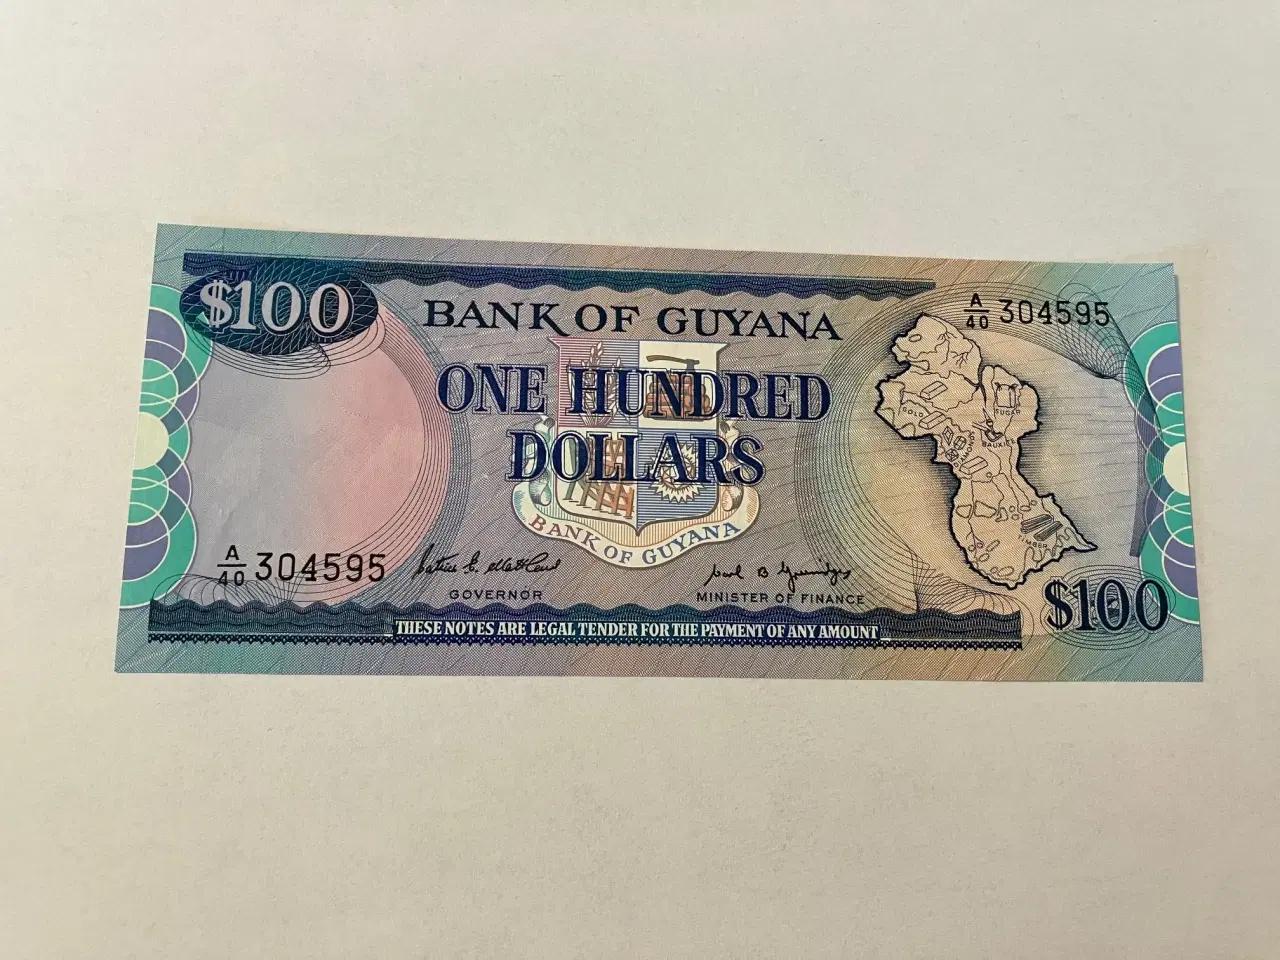 $100
BANK OF GUYANA
A/40 304595
ONE HUNDRED
DOLLARS
GOLD
SUGAR
BAUXITE
DIAMONDS
TIMBER
BANK OF GUYANA
A/40 304595
GOVERNOR
MINISTER OF FINANCE
$100
THESE NOTES ARE LEGAL TENDER FOR THE PAYMENT OF ANY AMOUNT